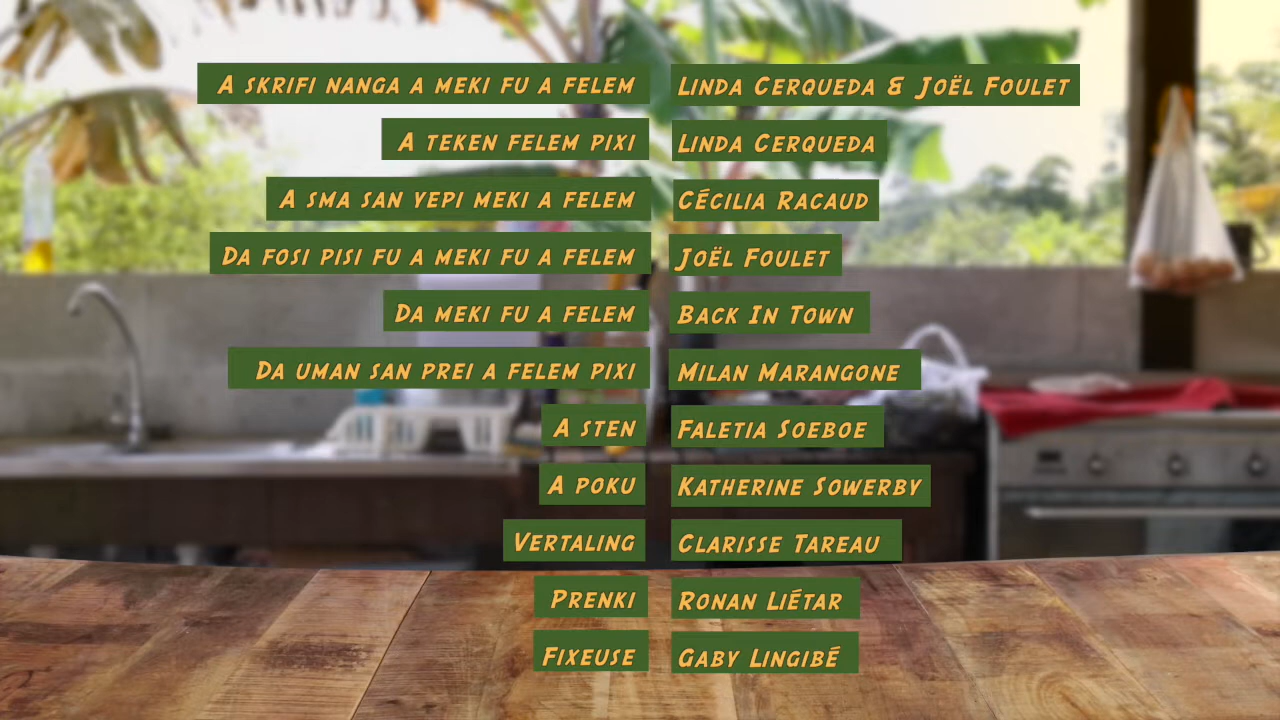 A skrifi nanga a meki fu a felem Linda Cerqueda & Joël Foulet
A teken felem pixi Linda Cerqueda
A sma san yepi meki a felem Cécilia Racaud
Da fosi pisi fu a meki fu a felem Joël Foulet
Da meki fu a felem Back In Town
Da uman san prei a felem pixi Milan Marangone
A sten Faletia Soeboe
A poku Katherine Sowerby
Vertaling Clarisse Tareau
Prenki Ronan Liétar
Fixeuse Gaby Lingibé